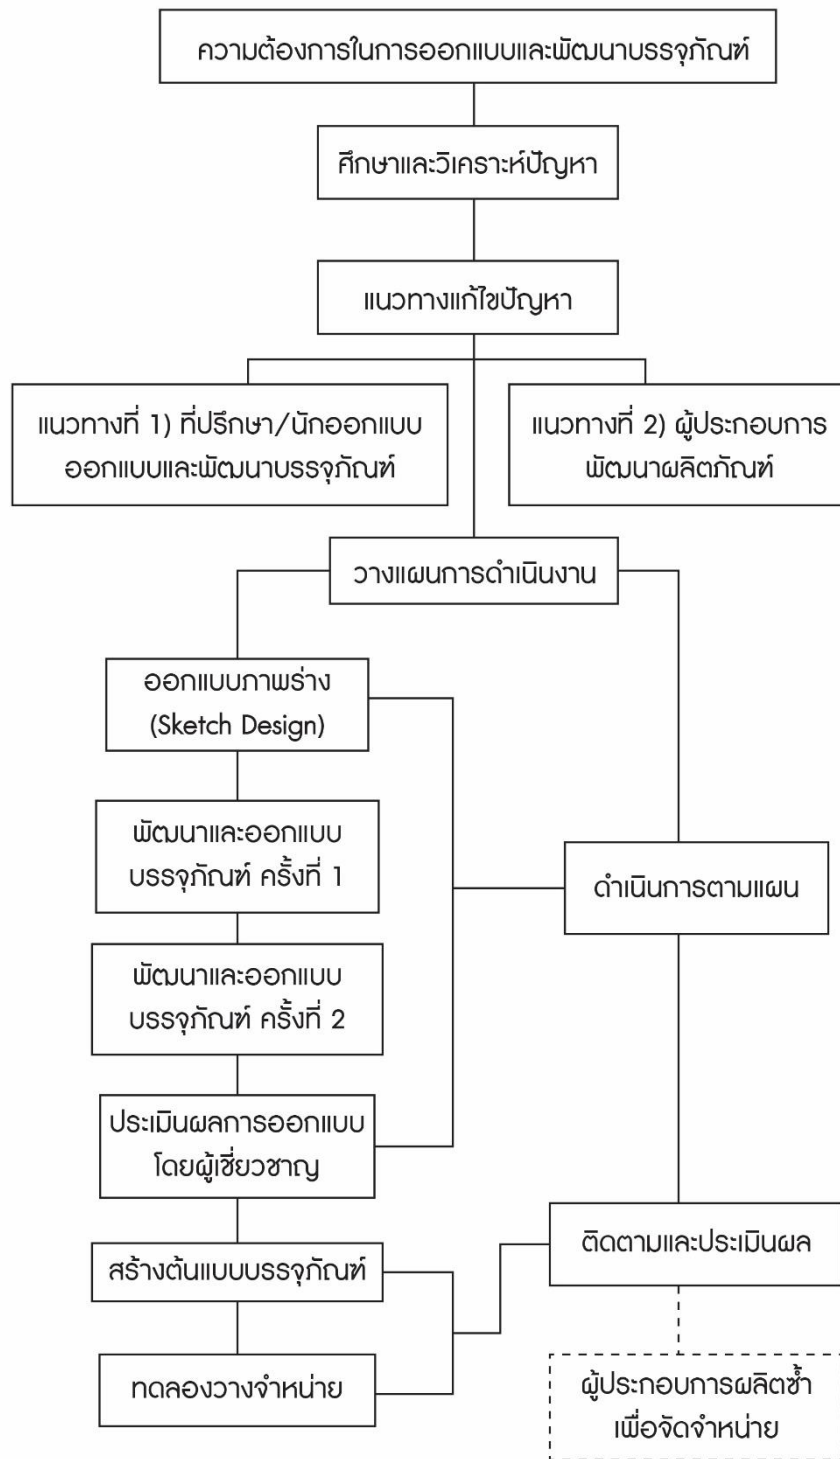 ความต้องการในการออกแบบและพัฒนาบรรจุภัณฑ์
ศึกษาและวิเคราะห์ปัญหา
แนวทางแก้ไขปัญหา
แนวทางที่ 1) ที่ปรึกษา/นักออกแบบ
ออกแบบและพัฒนาบรรจุภัณฑ์
แนวทางที่ 2) ผู้ประกอบการ
พัฒนาผลิตภัณฑ์
วางแผนการดำเนินงาน
ออกแบบภาพร่าง
(Sketch Design)
พัฒนาและออกแบบ
บรรจุภัณฑ์ ครั้งที่ 1
ดำเนินการตามแผน
พัฒนาและออกแบบ
บรรจุภัณฑ์ ครั้งที่ 2
ประเมินผลการออกแบบ
โดยผู้เชี่ยวชาญ
ติดตามและประเมินผล
สร้างต้นแบบบรรจุภัณฑ์
ทดลองวางจำหน่าย
ผู้ประกอบการผลิตซ้ำ
เพื่อจัดจำหน่าย